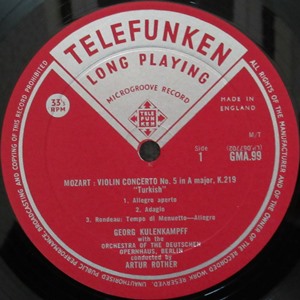 TELEFUNKEN
LONG PLAYING
MICROGROOVE RECORD
33⅓
RPM
TELE
FUN
KEN
MADE IN
ENGLAND
M/T
Side
1
GMA.99
MOZART : VIOLIN CONCERTO No. 5 in A major, K.219
"Turkish"
1. Allegro aperto
2. Adagio
3. Rondeau: Tempo di Menuetto—Allegro
GEORG KULENKAMPFF
with the
ORCHESTRA OF THE DEUTSCHEN
OPERNHAUS, BERLIN
conducted by
ARTUR ROTHER
ALL RIGHTS OF THE MANUFACTURER AND OF THE OWNER OF THE RECORDED WORK RESERVED
UNAUTHORISED PUBLIC PERFORMANCE, BROADCASTING AND COPYING OF THIS RECORD PROHIBITED